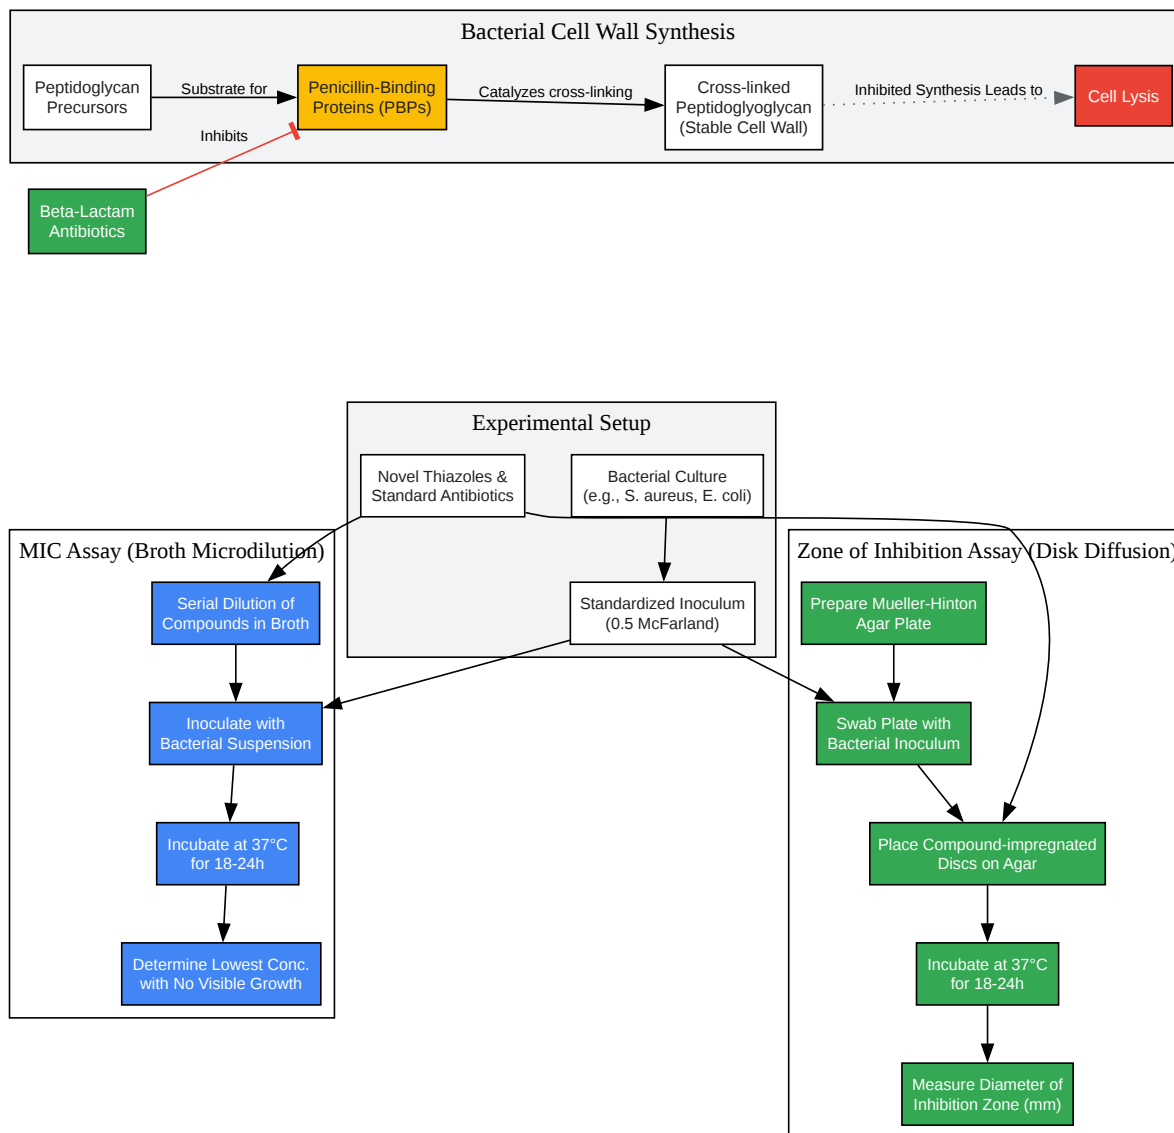 Bacterial Cell Wall Synthesis
Peptidoglycan
Precursors
Substrate for
Penicillin-Binding
Proteins (PBPs)
Catalyzes cross-linking
Cross-linked
Peptidoglyoglycan
(Stable Cell Wall)
Inhibited Synthesis Leads to
Cell Lysis
Inhibits
Beta-Lactam
Antibiotics
Experimental Setup
Novel Thiazoles &
Standard Antibiotics
Bacterial Culture
(e.g., S. aureus, E. coli)
Standardized Inoculum
(0.5 McFarland)
MIC Assay (Broth Microdilution)
Serial Dilution of
Compounds in Broth
Inoculate with
Bacterial Suspension
Incubate at 37°C
for 18-24h
Determine Lowest Conc.
with No Visible Growth
Zone of Inhibition Assay (Disk Diffusion)
Prepare Mueller-Hinton
Agar Plate
Swab Plate with
Bacterial Inoculum
Place Compound-impregnated
Discs on Agar
Incubate at 37°C
for 18-24h
Measure Diameter of
Inhibition Zone (mm)